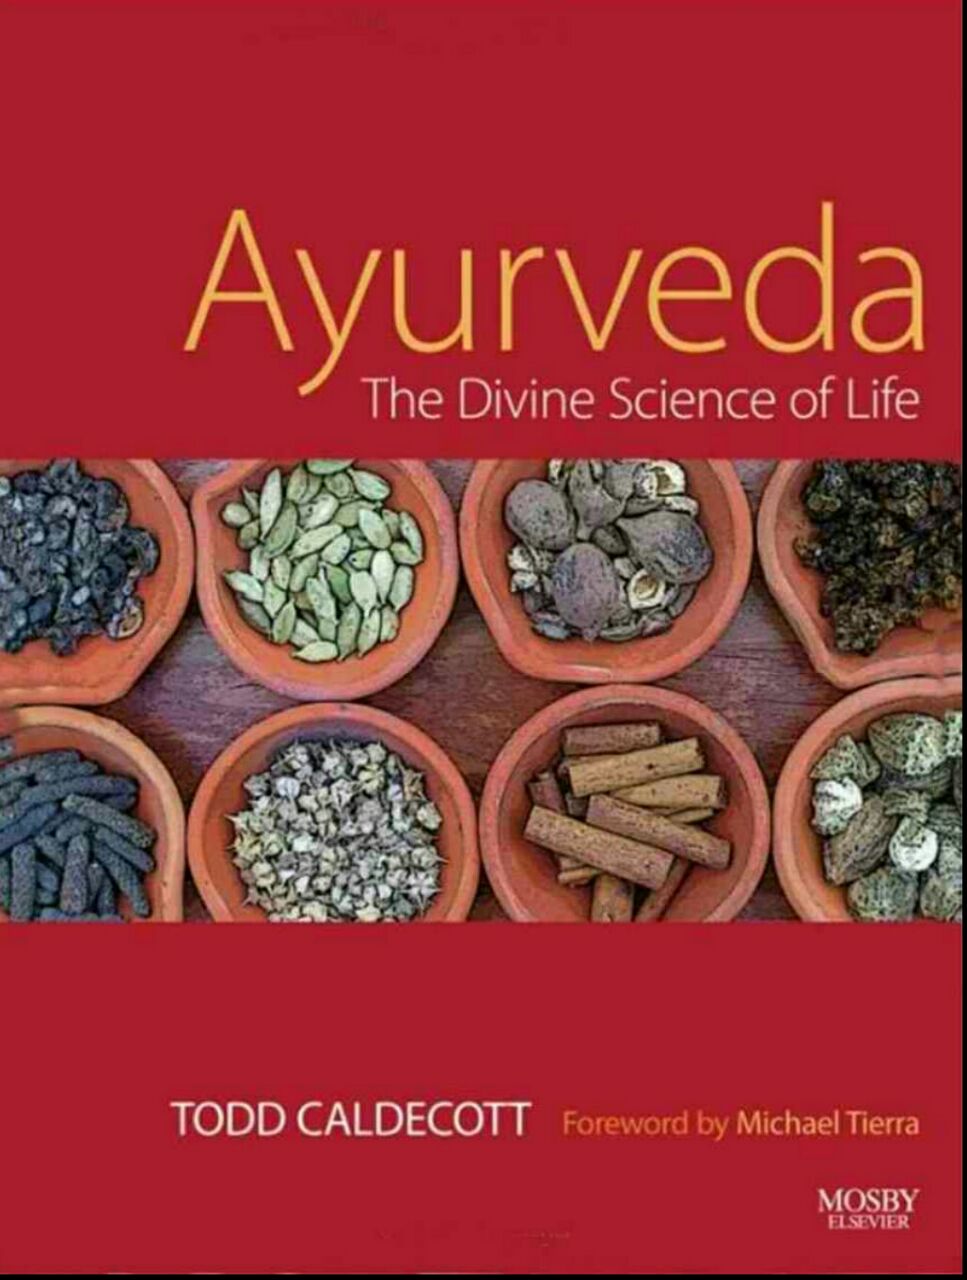 Ayurveda
The Divine Science of Life
TODD CALDECOTT Foreword by Michael Tierra
MOSBY
ELSEVIER